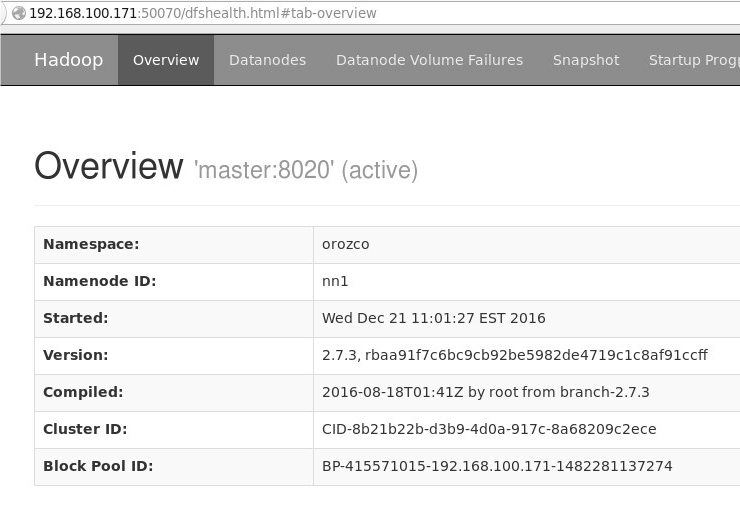 192.168.100.171:50070/dfshealth.html#tab-overview
Hadoop Overview Datanodes Datanode Volume Failures Snapshot Startup Prog
Overview 'master:8020' (active)
Namespace: orozco
Namenode ID: nn1
Started: Wed Dec 21 11:01:27 EST 2016
Version: 2.7.3, rbaa91f7c6bc9cb92be5982de4719c1c8af91ccff
Compiled: 2016-08-18T01:41Z by root from branch-2.7.3
Cluster ID: CID-8b21b22b-d3b9-4d0a-917c-8a68209c2ece
Block Pool ID: BP-415571015-192.168.100.171-1482281137274